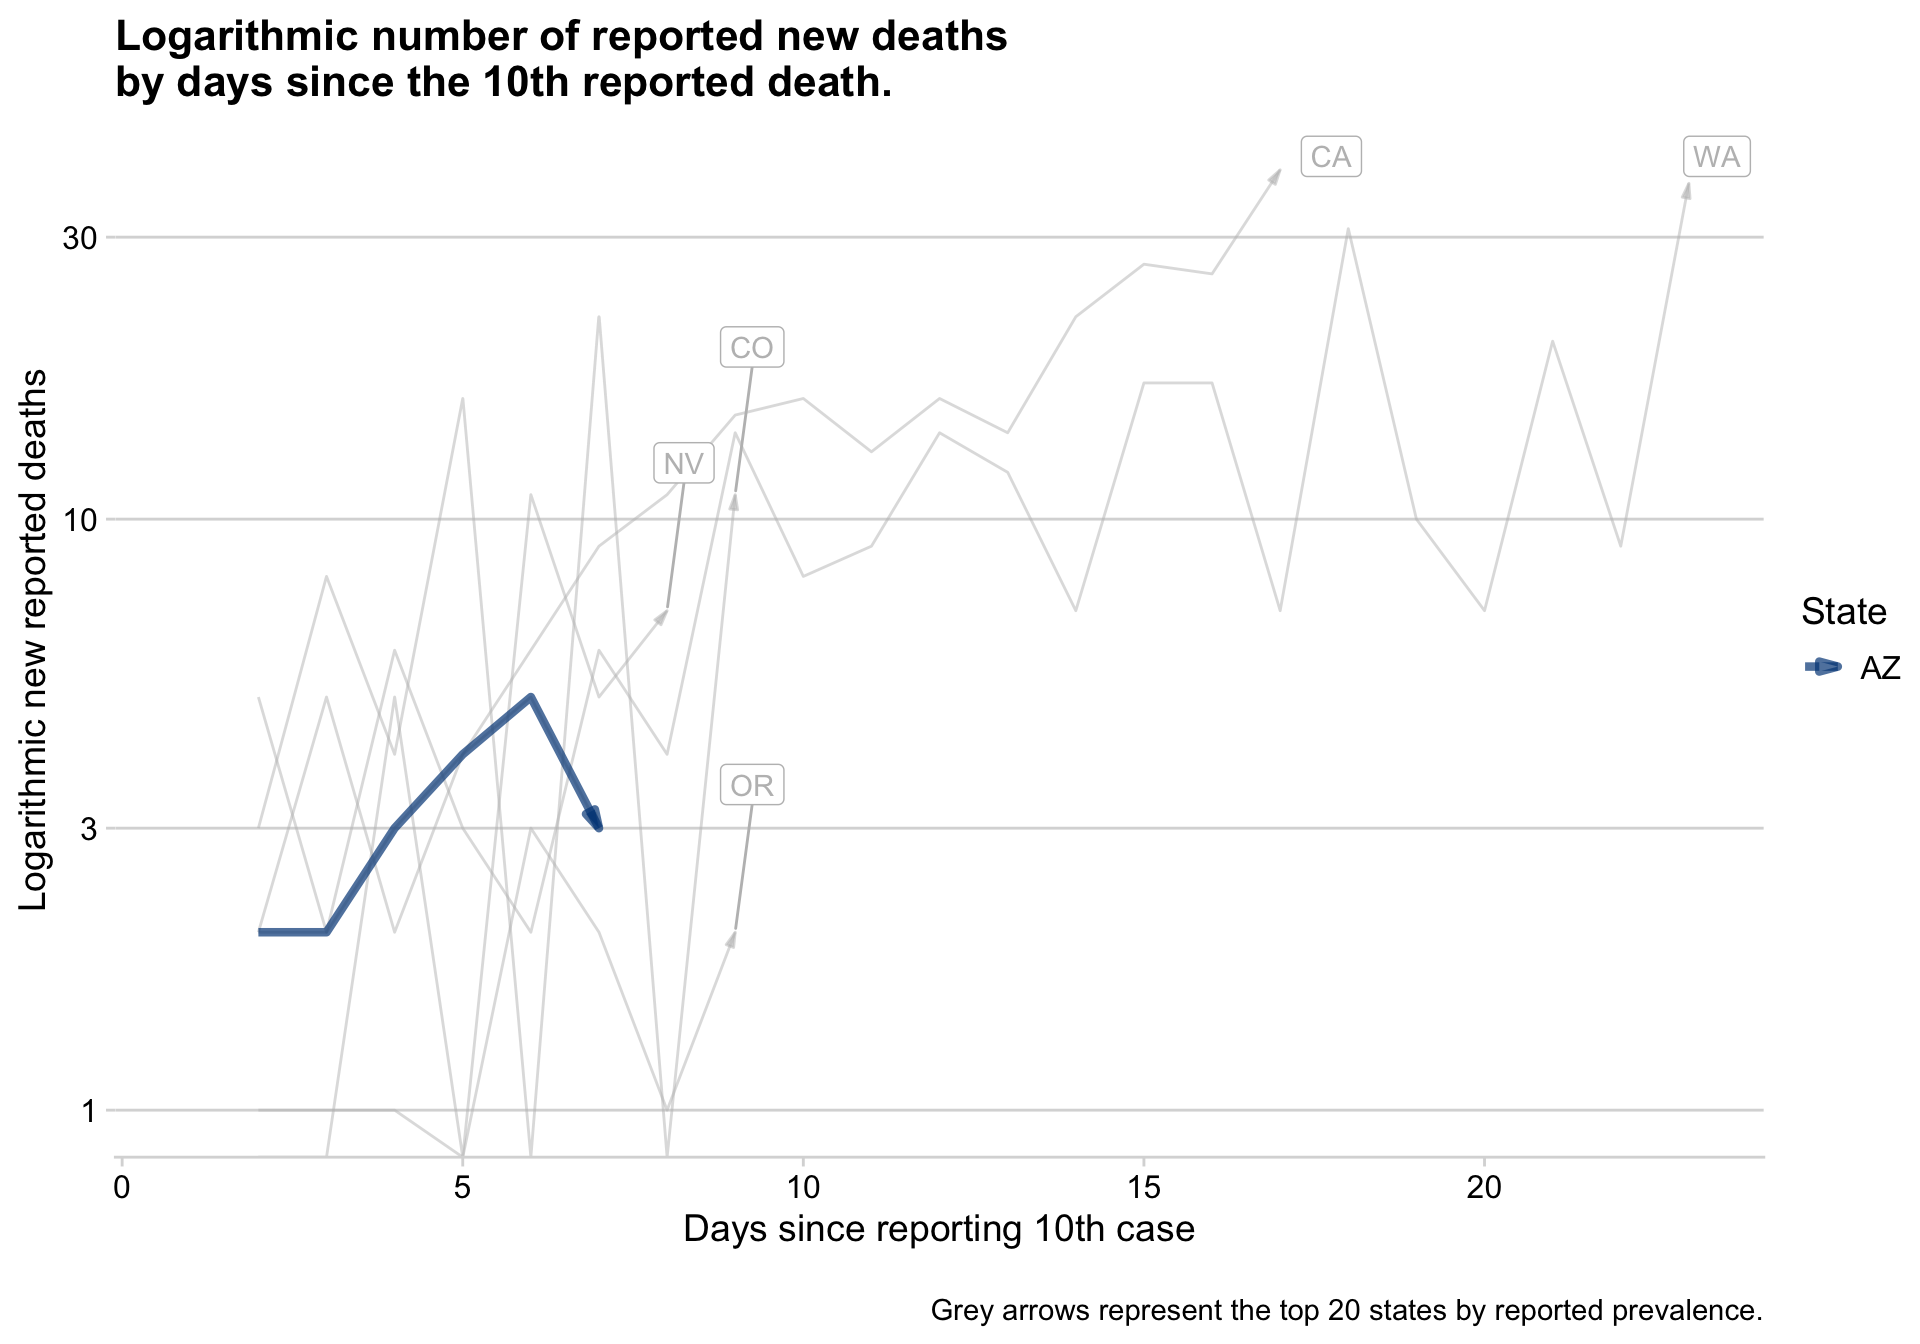 Logarithmic number of reported new deaths
by days since the 10th reported death.
CA
WA
30
CO
NV
10
Logarithmic new reported deaths
State
AZ
OR
3
1
0 5 10 15 20
Days since reporting 10th case
Grey arrows represent the top 20 states by reported prevalence.